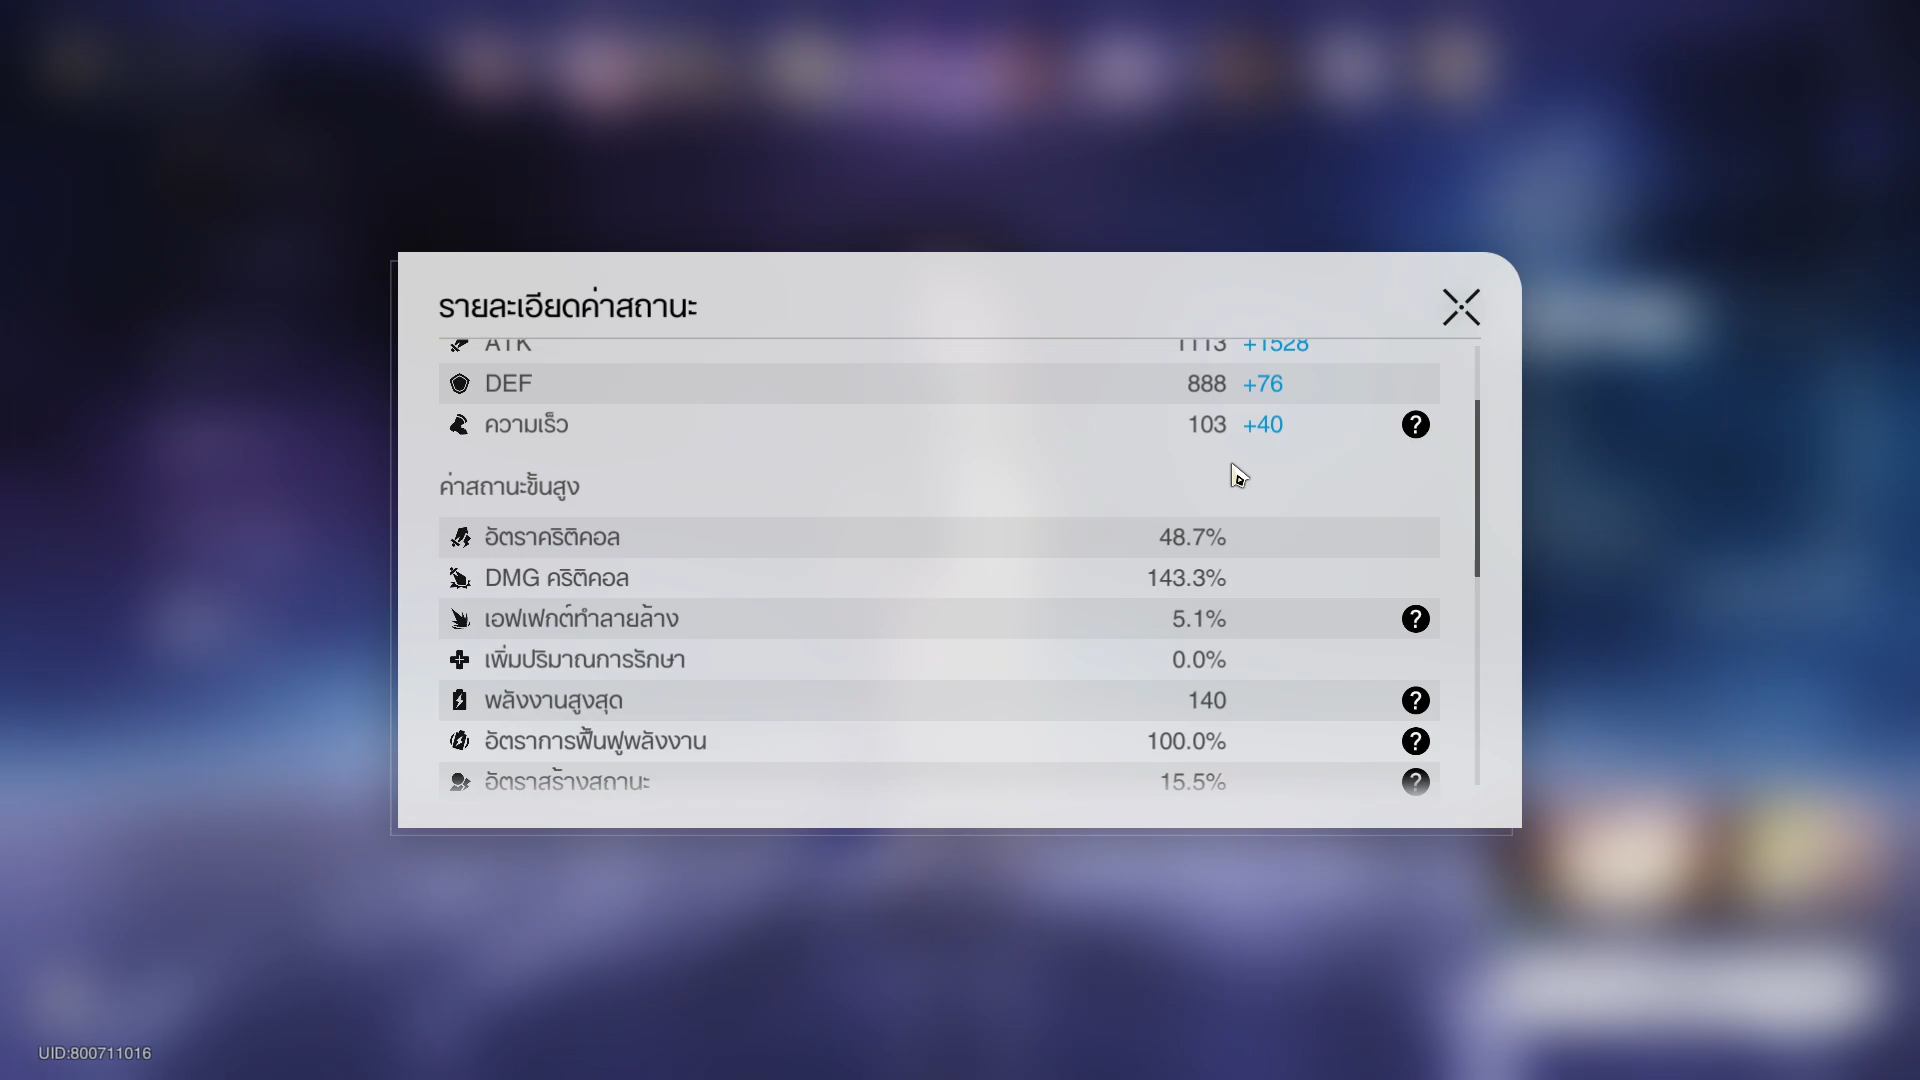 รายละเอียดค่าสถานะ
ATK 1113 +1528
DEF 888 +76
ความเร็ว 103 +40 ?
ค่าสถานะขั้นสูง
อัตราคริติคอล 48.7%
DMG คริติคอล 143.3%
เอฟเฟกต์ทำลายล้าง 5.1% ?
เพิ่มปริมาณการรักษา 0.0%
พลังงานสูงสุด 140 ?
อัตราการฟื้นฟูพลังงาน 100.0% ?
อัตราสร้างสถานะ 15.5% ?
UID:800711016